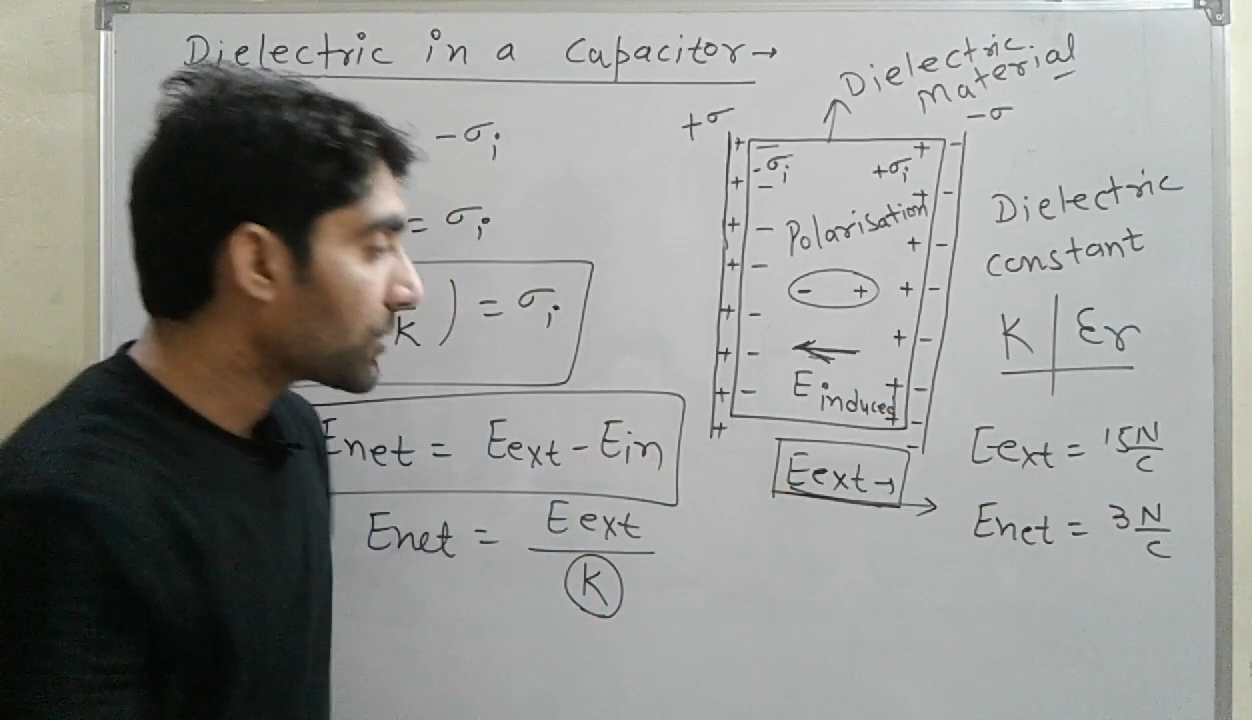 Dielectric in a Capacitor→
- σi
= σi
K ) = σi
Enet = Eext - Ein
Enet = Eext / K
Dielectric
Material
+σ
-σ
-σi
+σi
Polarisation
- +
E induced
Eext →
Dielectric
constant
K | Er
Eext = 15 N/C
Enet = 3 N/C